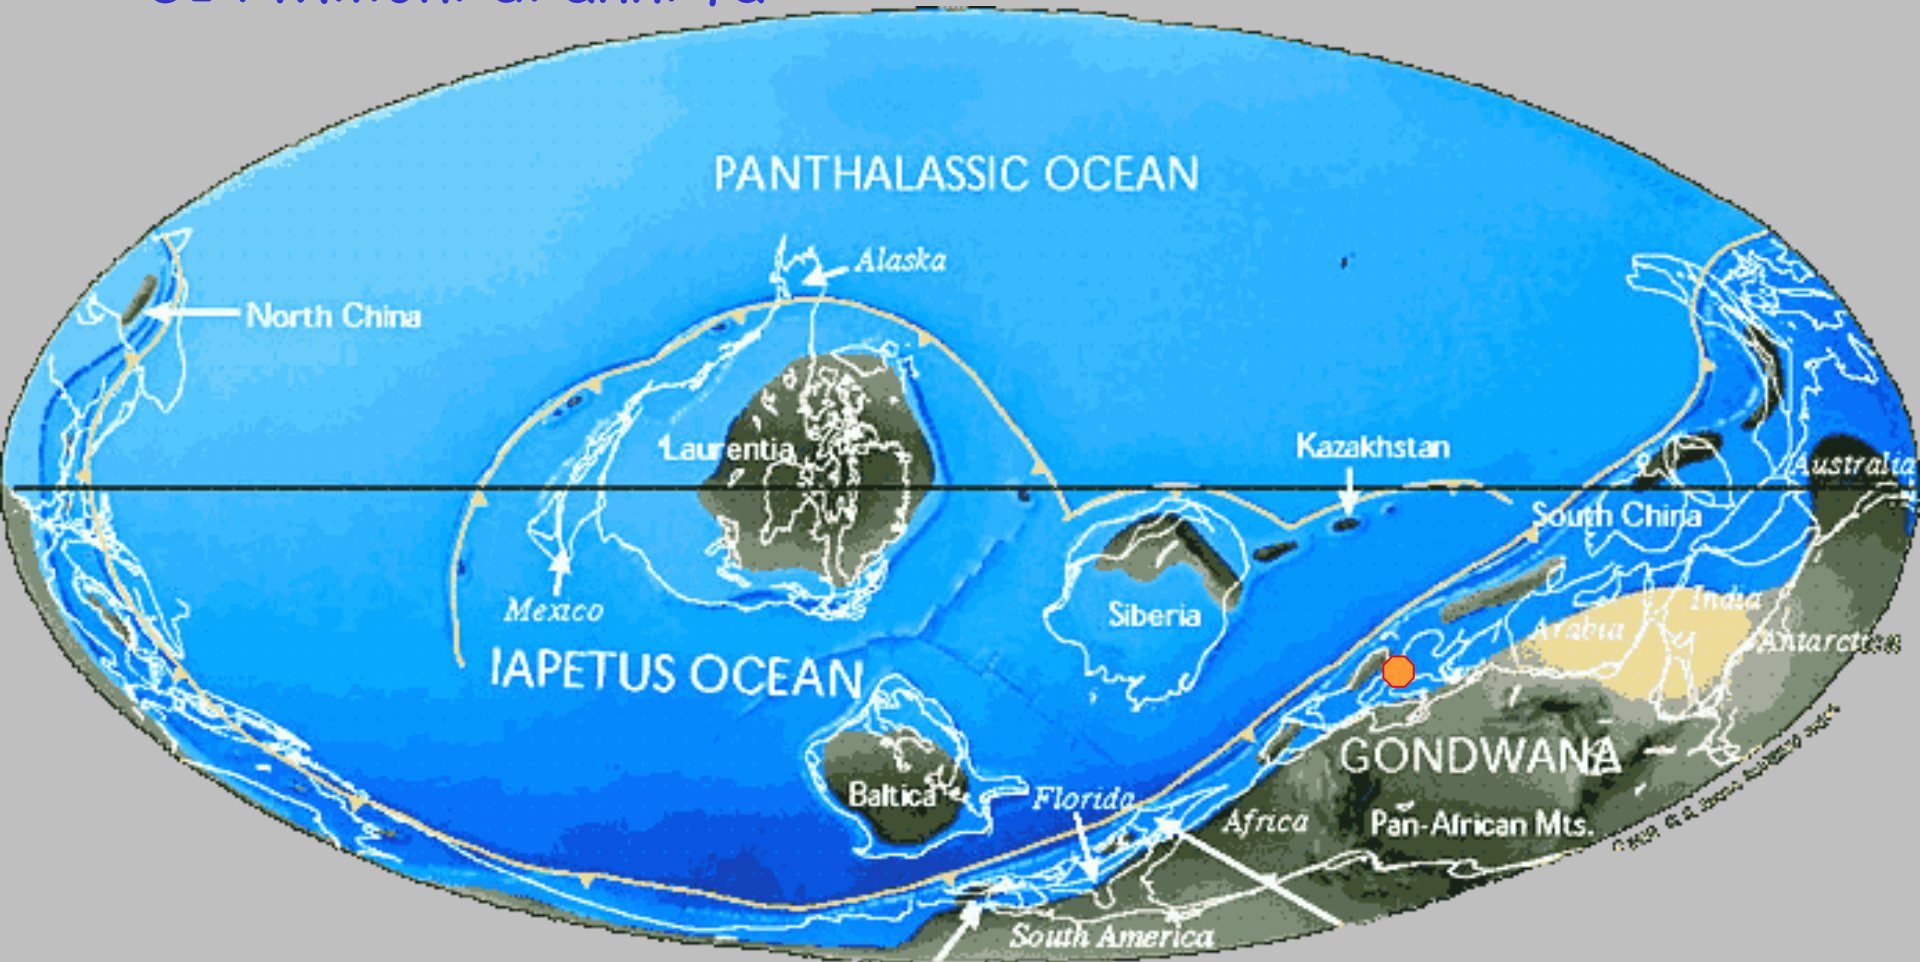 PANTHALASSIC OCEAN
Alaska
North China
Laurentia
Kazakhstan
Australia
South China
Mexico
Siberia
India
Arabia
Antarctica
IAPETUS OCEAN
GONDWANA
Baltica
Florida
Africa
Pan-African Mts.
South America